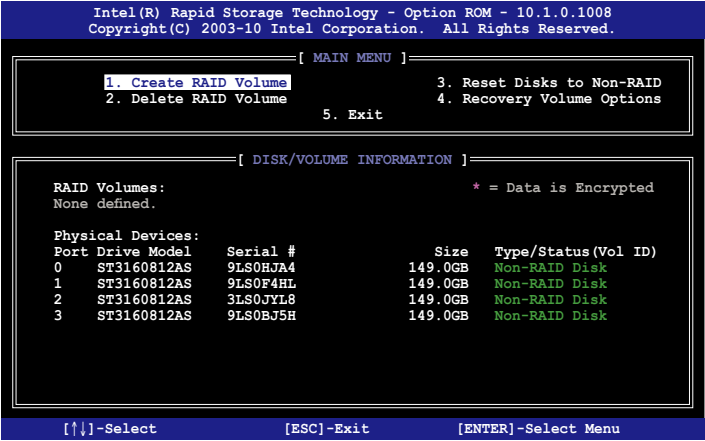 Intel(R) Rapid Storage Technology - Option ROM - 10.1.0.1008
Copyright(C) 2003-10 Intel Corporation. All Rights Reserved.
[ MAIN MENU ]
1. Create RAID Volume 3. Reset Disks to Non-RAID
2. Delete RAID Volume 4. Recovery Volume Options
5. Exit
[ DISK/VOLUME INFORMATION ]
RAID Volumes: * = Data is Encrypted
None defined.
Physical Devices:
Port Drive Model Serial # Size Type/Status(Vol ID)
0 ST3160812AS 9LS0HJA4 149.0GB Non-RAID Disk
1 ST3160812AS 9LS0F4HL 149.0GB Non-RAID Disk
2 ST3160812AS 3LS0JYL8 149.0GB Non-RAID Disk
3 ST3160812AS 9LS0BJ5H 149.0GB Non-RAID Disk
[↑↓]-Select [ESC]-Exit [ENTER]-Select Menu